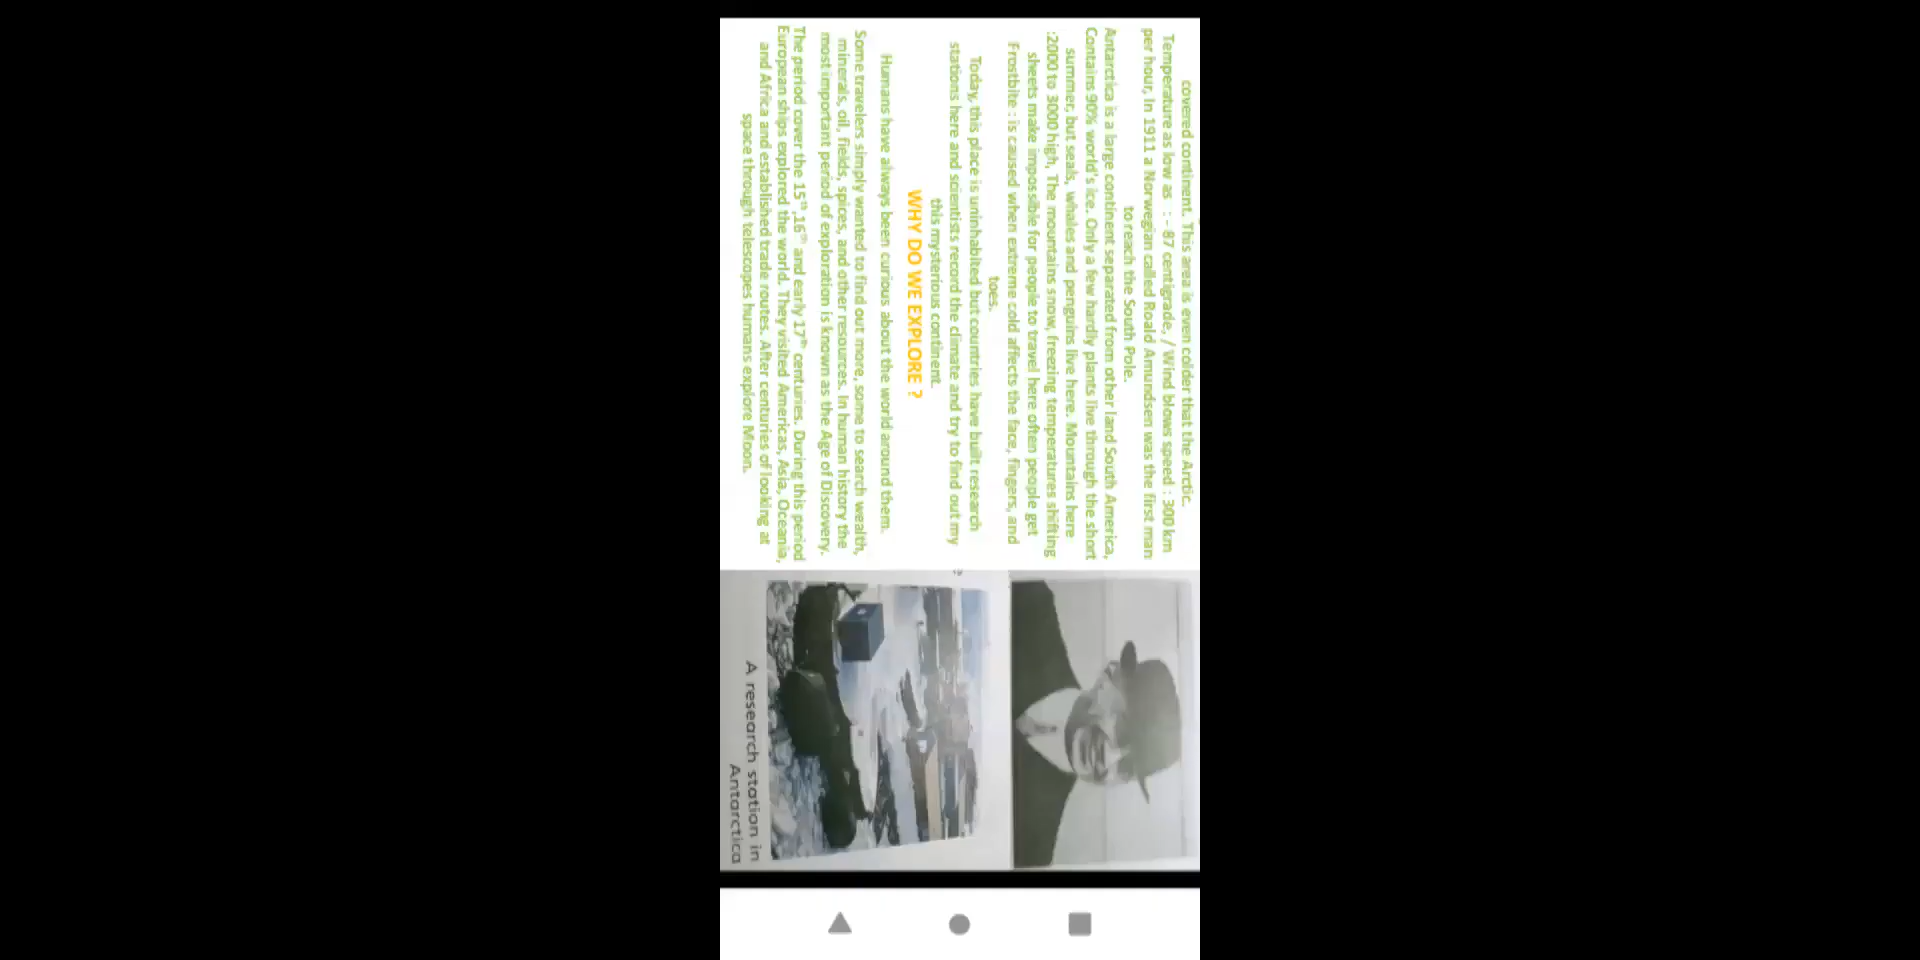 covered continent. This area is even colder that the Arctic.
Temperature as low as : - 87 centigrade, / Wind blows speed : 300 km
per hour, In 1911 a Norwegian called Roald Amundsen was the first man
to reach the South Pole.
Antarctica is a large continent separated from other land South America,
Contains 90% world's ice. Only a few hardly plants live through the short
summer, but seals, whales and penguins live here. Mountains here
:2000 to 3000 high, The mountains snow, freezing temperatures shifting
sheets make impossible for people to travel here often people get
Frostbite : is caused when extreme cold affects the face, fingers, and
toes.
Today, this place is uninhabited but countries have built research
stations here and scientists record the climate and try to find out my
this mysterious continent.
WHY DO WE EXPLORE ?
Humans have always been curious about the world around them.
Some travelers simply wanted to find out more, some to search wealth,
minerals, oil, fields, spices, and other resources. In human history the
most important period of exploration is known as the Age of Discovery.
The period cover the 15th,16th and early 17th centuries. During this period
European ships explored the world. They visited Americas, Asia, Oceania,
and Africa and established trade routes. After centuries of looking at
space through telescopes humans explore Moon.
A research station in
Antarctica